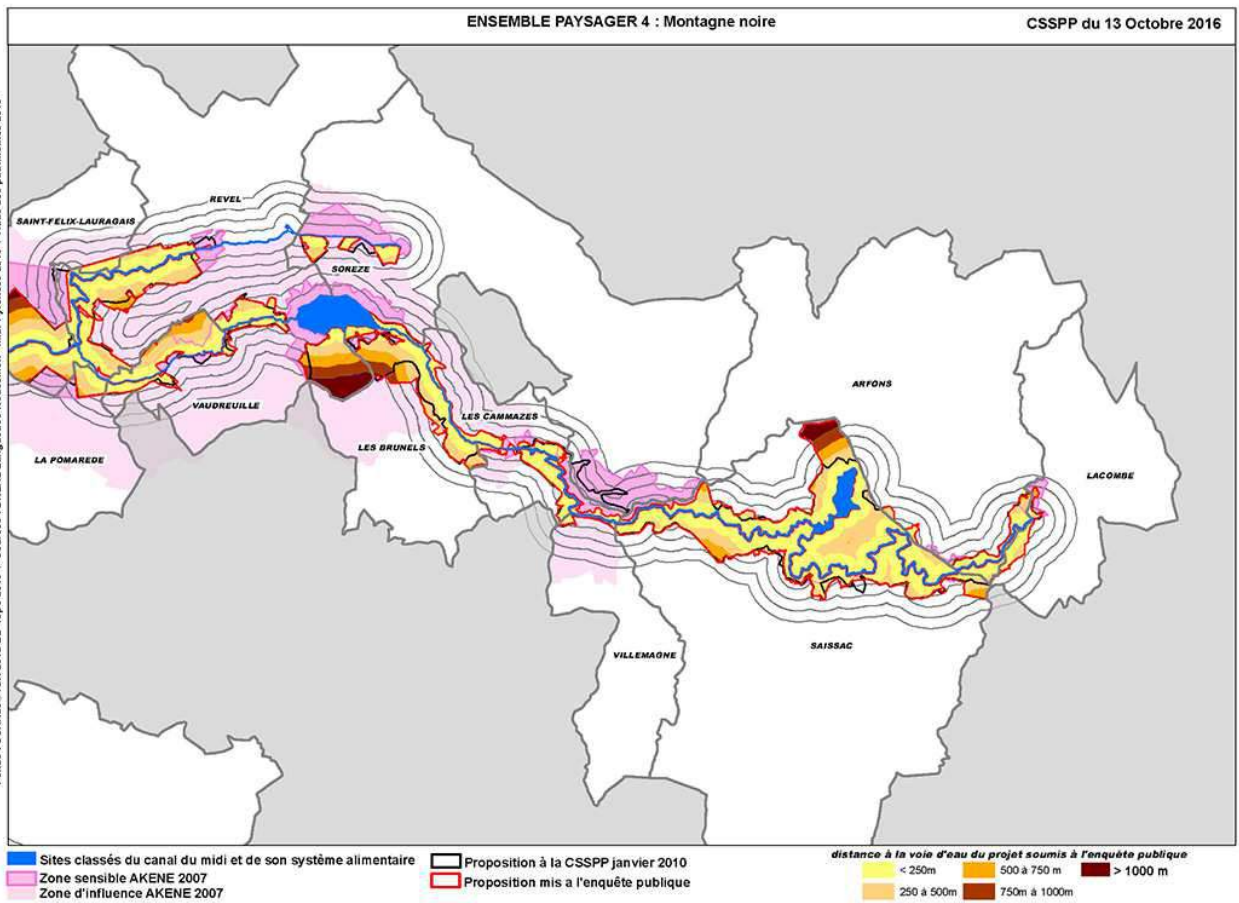 ENSEMBLE PAYSAGER 4 : Montagne noire
CSSPP du 13 Octobre 2016
REVEL
SAINT-FELIX-LAURAGAIS
SOREZE
ARFONS
VAUDREUILLE
LES CAMMAZES
LES BRUNELS
LA POMAREDE
LACOMBE
VILLEMAGNE
SAISSAC
Sites classés du canal du midi et de son système alimentaire
Zone sensible AKENE 2007
Zone d'influence AKENE 2007
Proposition à la CSSPP janvier 2010
Proposition mis a l'enquête publique
distance à la voie d'eau du projet soumis à l'enquête publique
< 250m
500 à 750 m
> 1000 m
250 à 500m
750m à 1000m